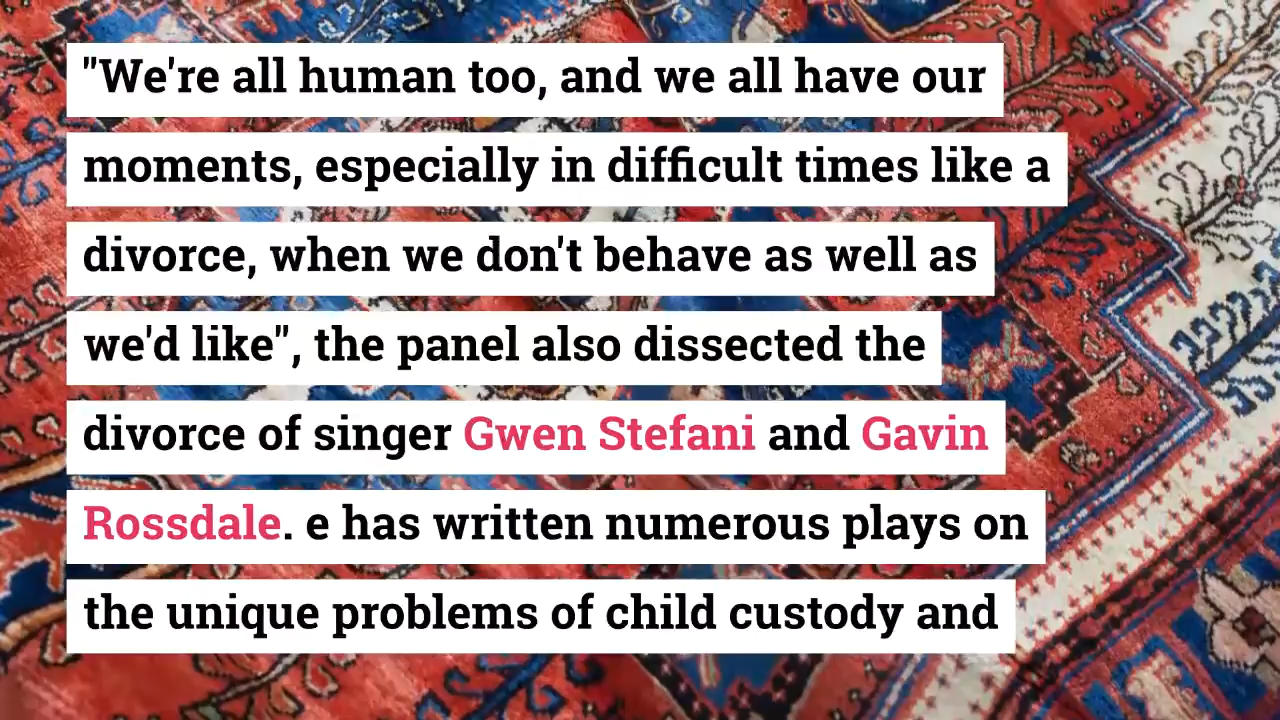 "We're all human too, and we all have our
moments, especially in difficult times like a
divorce, when we don't behave as well as
we'd like", the panel also dissected the
divorce of singer Gwen Stefani and Gavin
Rossdale. e has written numerous plays on
the unique problems of child custody and